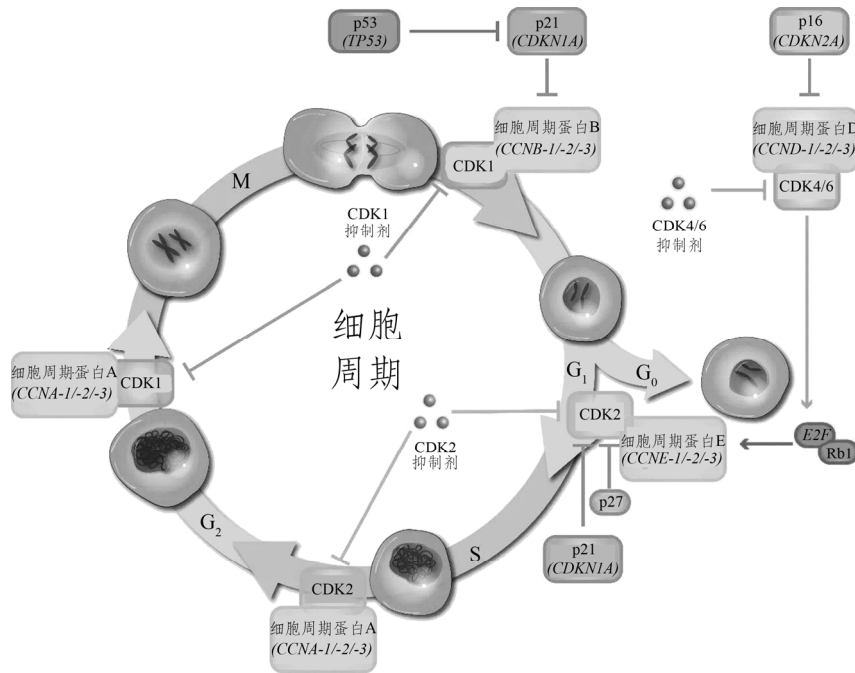 p53
(TP53)
p21
(CDKN1A)
p16
(CDKN2A)
细胞周期蛋白B
(CCNB-1/-2/-3)
CDK1
细胞周期蛋白D
(CCND-1/-2/-3)
CDK4/6
M
CDK1
抑制剂
CDK4/6
抑制剂
细胞
周期
细胞周期蛋白A
(CCNA-1/-2/-3)
CDK1
G₁
G₀
CDK2
CDK2
抑制剂
细胞周期蛋白E
(CCNE-1/-2/-3)
E2F
Rb1
p27
G₂
S
p21
(CDKN1A)
CDK2
细胞周期蛋白A
(CCNA-1/-2/-3)